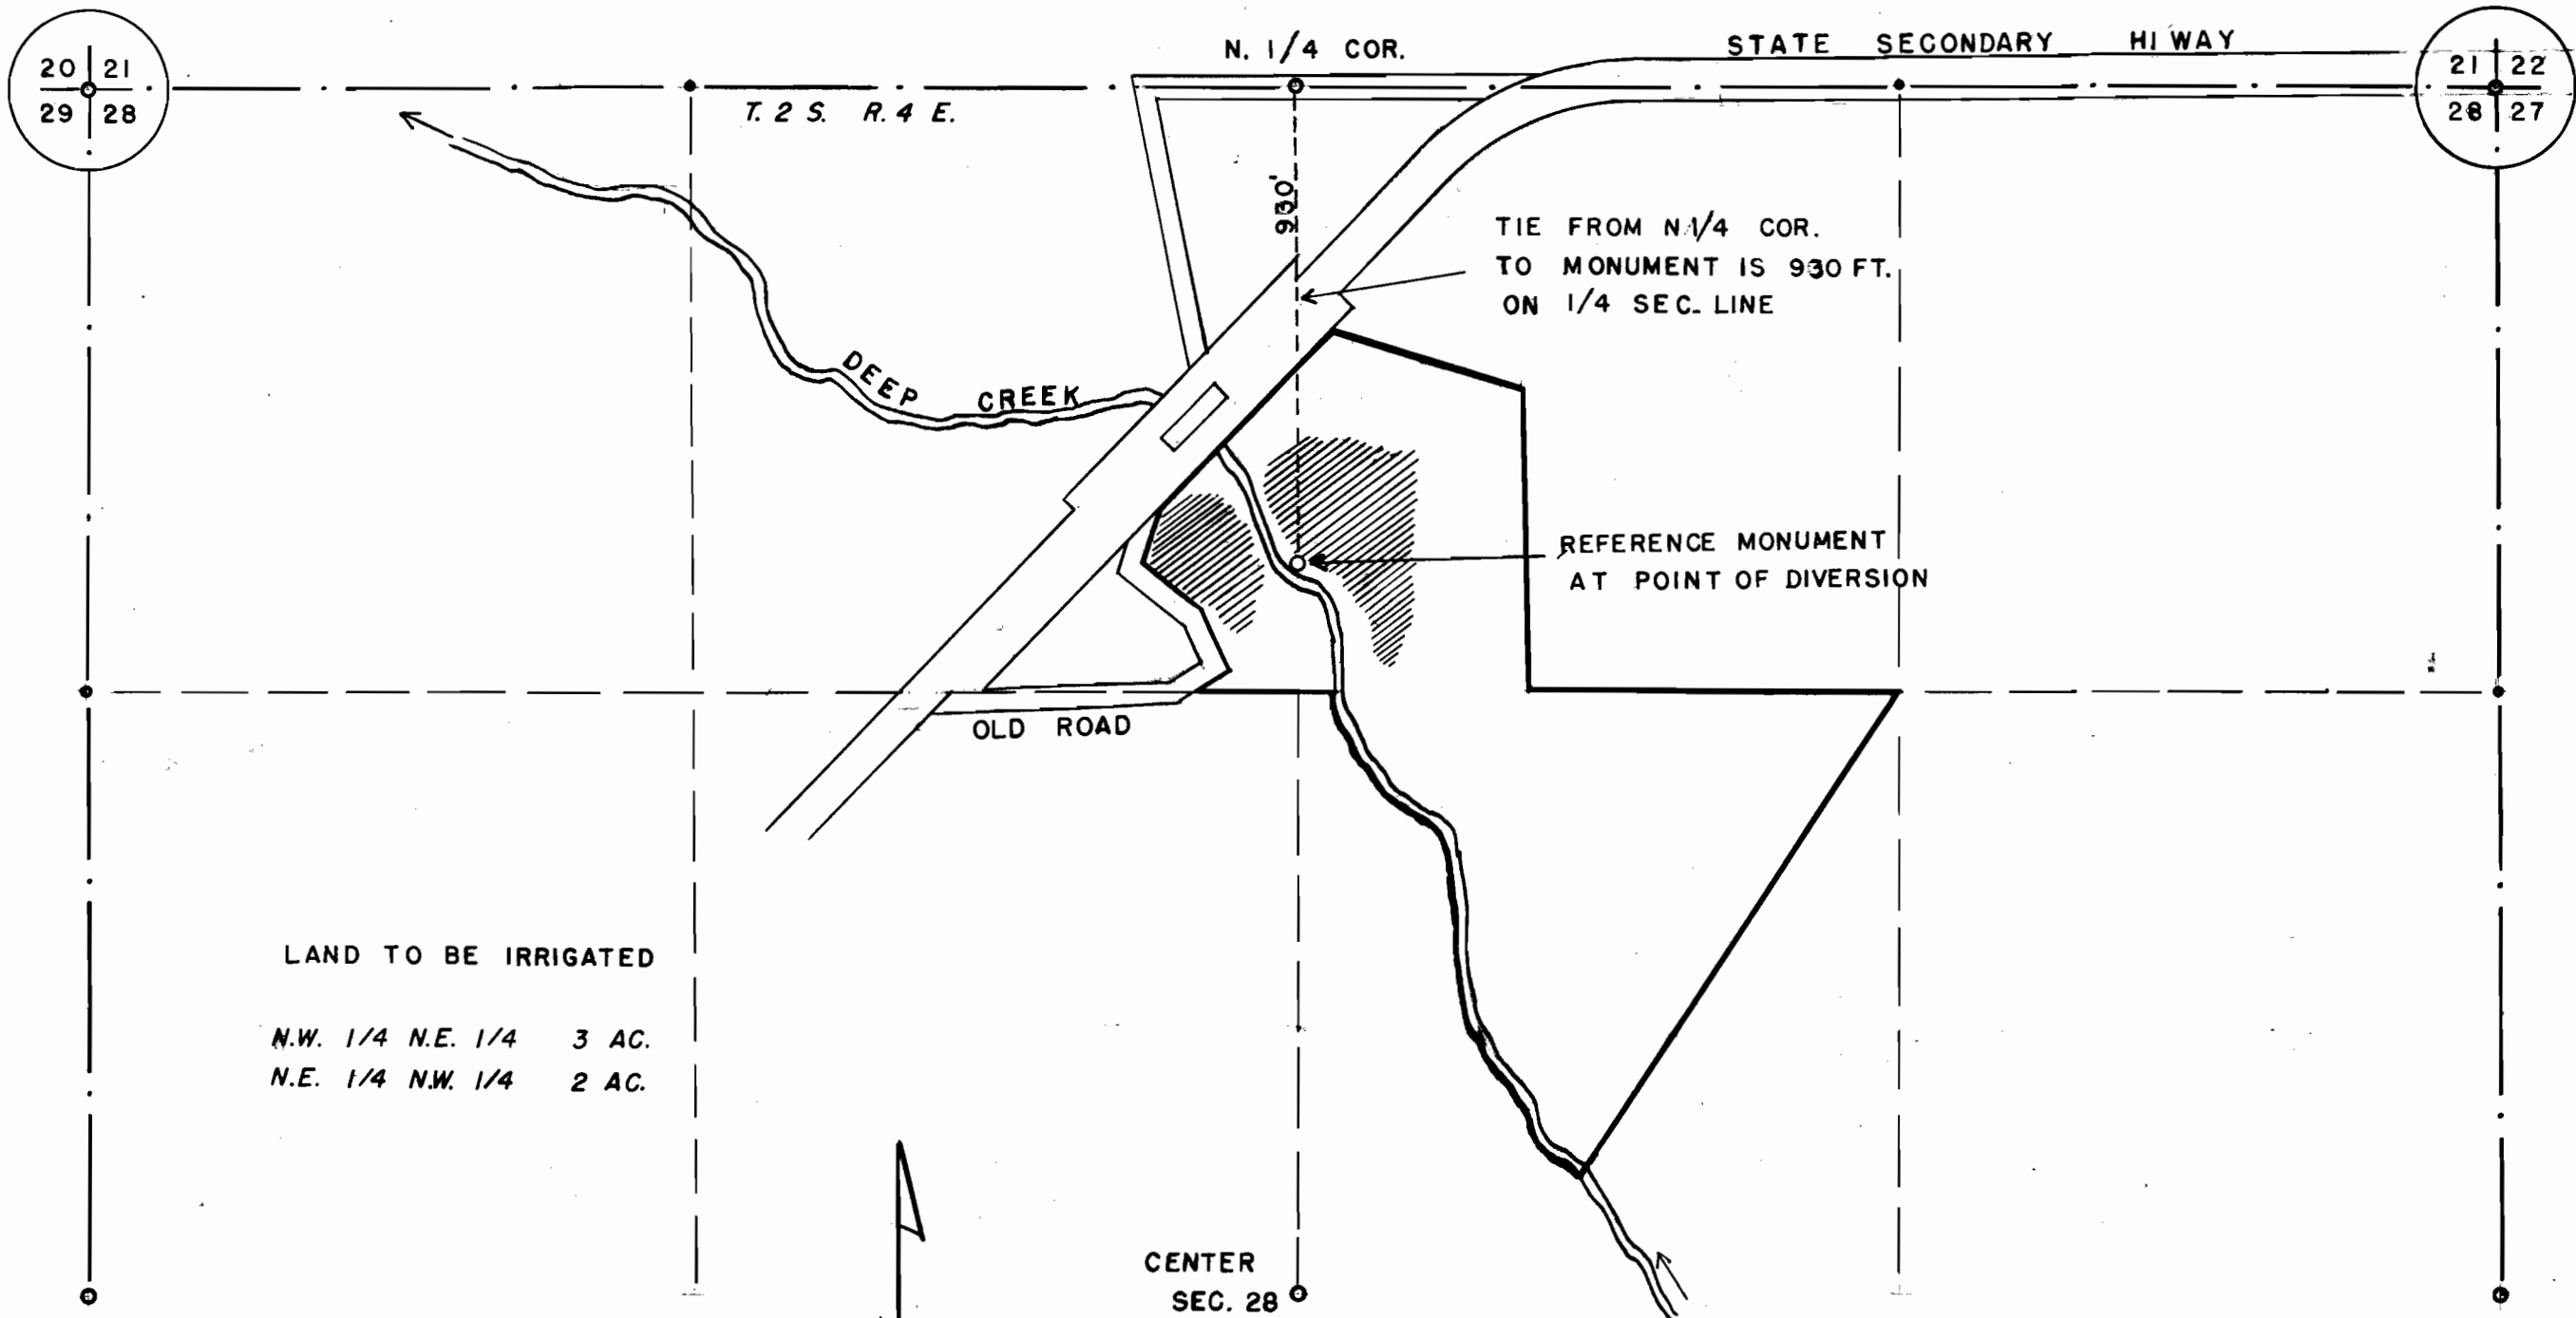 N. 1/4 COR.
STATE SECONDARY HIWAY
20 21
29 28
21 22
28 27
T. 2 S. R. 4 E.
930'
TIE FROM N.1/4 COR.
TO MONUMENT IS 930 FT.
ON 1/4 SEC. LINE
DEEP CREEK
REFERENCE MONUMENT
AT POINT OF DIVERSION
OLD ROAD
LAND TO BE IRRIGATED
N.W. 1/4 N.E. 1/4 3 AC.
N.E. 1/4 N.W. 1/4 2 AC.
CENTER
SEC. 28